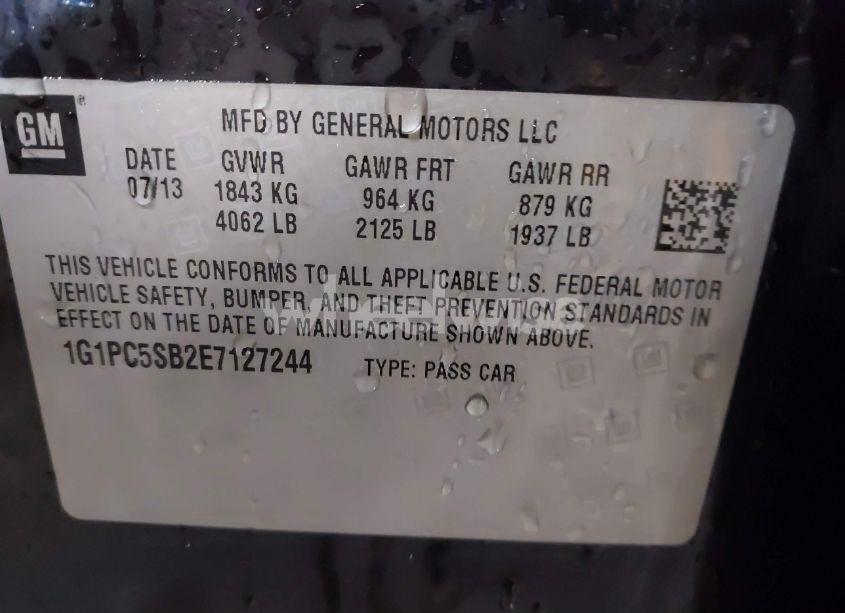 GM
MFD BY GENERAL MOTORS LLC
DATE GVWR GAWR FRT GAWR RR
07/13 1843 KG 964 KG 879 KG
4062 LB 2125 LB 1937 LB
THIS VEHICLE CONFORMS TO ALL APPLICABLE U.S. FEDERAL MOTOR
VEHICLE SAFETY, BUMPER, AND THEFT PREVENTION STANDARDS IN
EFFECT ON THE DATE OF MANUFACTURE SHOWN ABOVE.
1G1PC5SB2E7127244 TYPE: PASS CAR